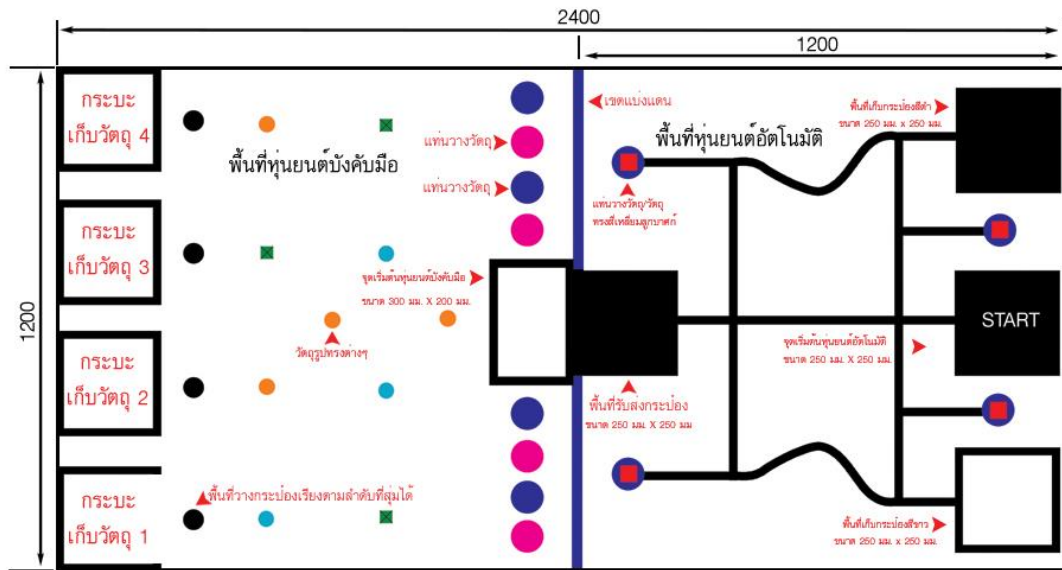 2400
1200
1200
กระบะ
เก็บวัตถุ 4
กระบะ
เก็บวัตถุ 3
กระบะ
เก็บวัตถุ 2
กระบะ
เก็บวัตถุ 1
พื้นที่หุ่นยนต์บังคับมือ
แท่นวางวัตถุ
แท่นวางวัตถุ
จุดเริ่มต้นหุ่นยนต์บังคับมือ
ขนาด 300 มม. X 200 มม.
วัตถุรูปทรงต่างๆ
พื้นที่วางกระป๋องเรียงตามลำดับที่สุ่มได้
เขตแบ่งแดน
พื้นที่หุ่นยนต์อัตโนมัติ
แท่นวางวัตถุ/วัตถุ
ทรงสี่เหลี่ยมลูกบาศก์
พื้นที่เก็บกระป๋องสีดำ
ขนาด 250 มม. x 250 มม.
START
จุดเริ่มต้นหุ่นยนต์อัตโนมัติ
ขนาด 250 มม. X 250 มม.
พื้นที่รับส่งกระป๋อง
ขนาด 250 มม. X 250 มม
พื้นที่เก็บกระป๋องสีขาว
ขนาด 250 มม. x 250 มม.